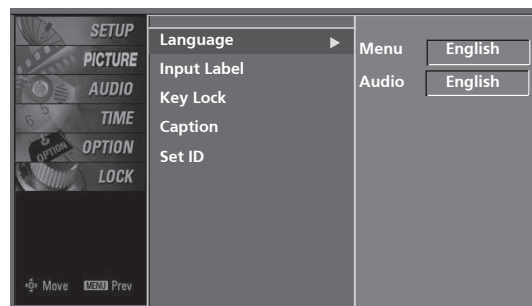 SETUP
PICTURE
AUDIO
TIME
OPTION
LOCK
Move MENU Prev
Language
Input Label
Key Lock
Caption
Set ID
Menu English
Audio English